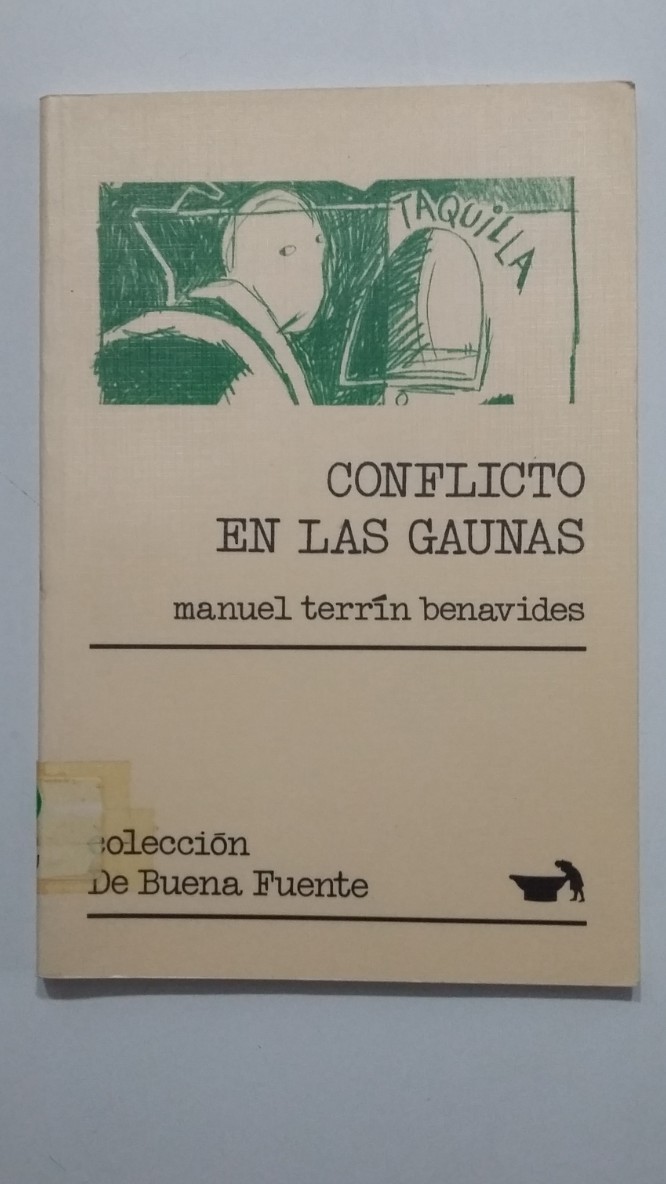 TAQUiLLA
CONFLICTO
EN LAS GAUNAS
manuel terrín benavides
colección
De Buena Fuente